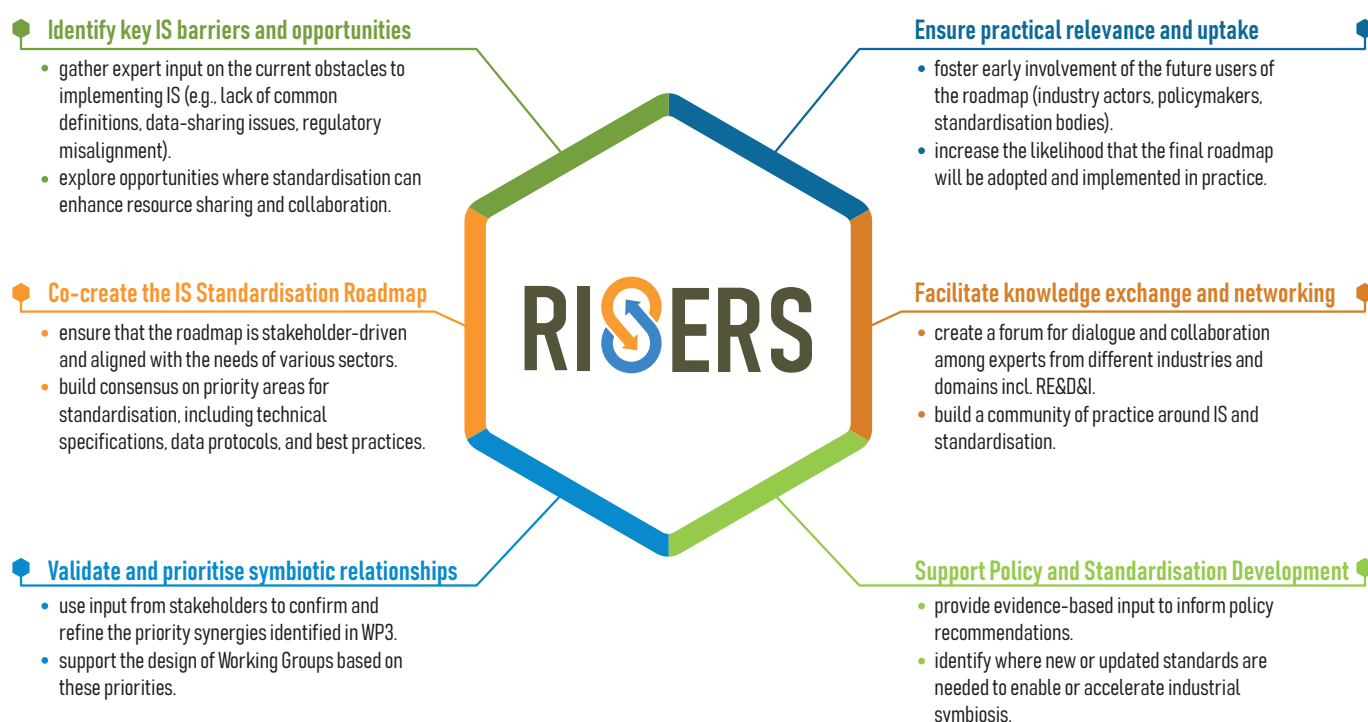 Identify key IS barriers and opportunities
• gather expert input on the current obstacles to
implementing IS (e.g., lack of common
definitions, data-sharing issues, regulatory
misalignment).
• explore opportunities where standardisation can
enhance resource sharing and collaboration.
Co-create the IS Standardisation Roadmap
• ensure that the roadmap is stakeholder-driven
and aligned with the needs of various sectors.
• build consensus on priority areas for
standardisation, including technical
specifications, data protocols, and best practices.
Validate and prioritise symbiotic relationships
• use input from stakeholders to confirm and
refine the priority synergies identified in WP3.
• support the design of Working Groups based on
these priorities.
RISERS
Ensure practical relevance and uptake
• foster early involvement of the future users of
the roadmap (industry actors, policymakers,
standardisation bodies).
• increase the likelihood that the final roadmap
will be adopted and implemented in practice.
Facilitate knowledge exchange and networking
• create a forum for dialogue and collaboration
among experts from different industries and
domains incl. RE&D&I.
• build a community of practice around IS and
standardisation.
Support Policy and Standardisation Development
• provide evidence-based input to inform policy
recommendations.
• identify where new or updated standards are
needed to enable or accelerate industrial
symbiosis.